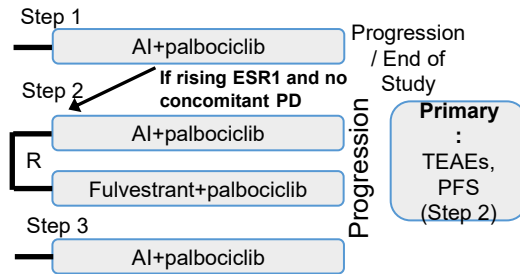 Step 1
AI+palbociclib
Progression
/ End of
Study
If rising ESR1 and no
concomitant PD
Step 2
AI+palbociclib
R
Fulvestrant+palbociclib
Progression
Primary
:
TEAEs,
PFS
(Step 2)
Step 3
AI+palbociclib